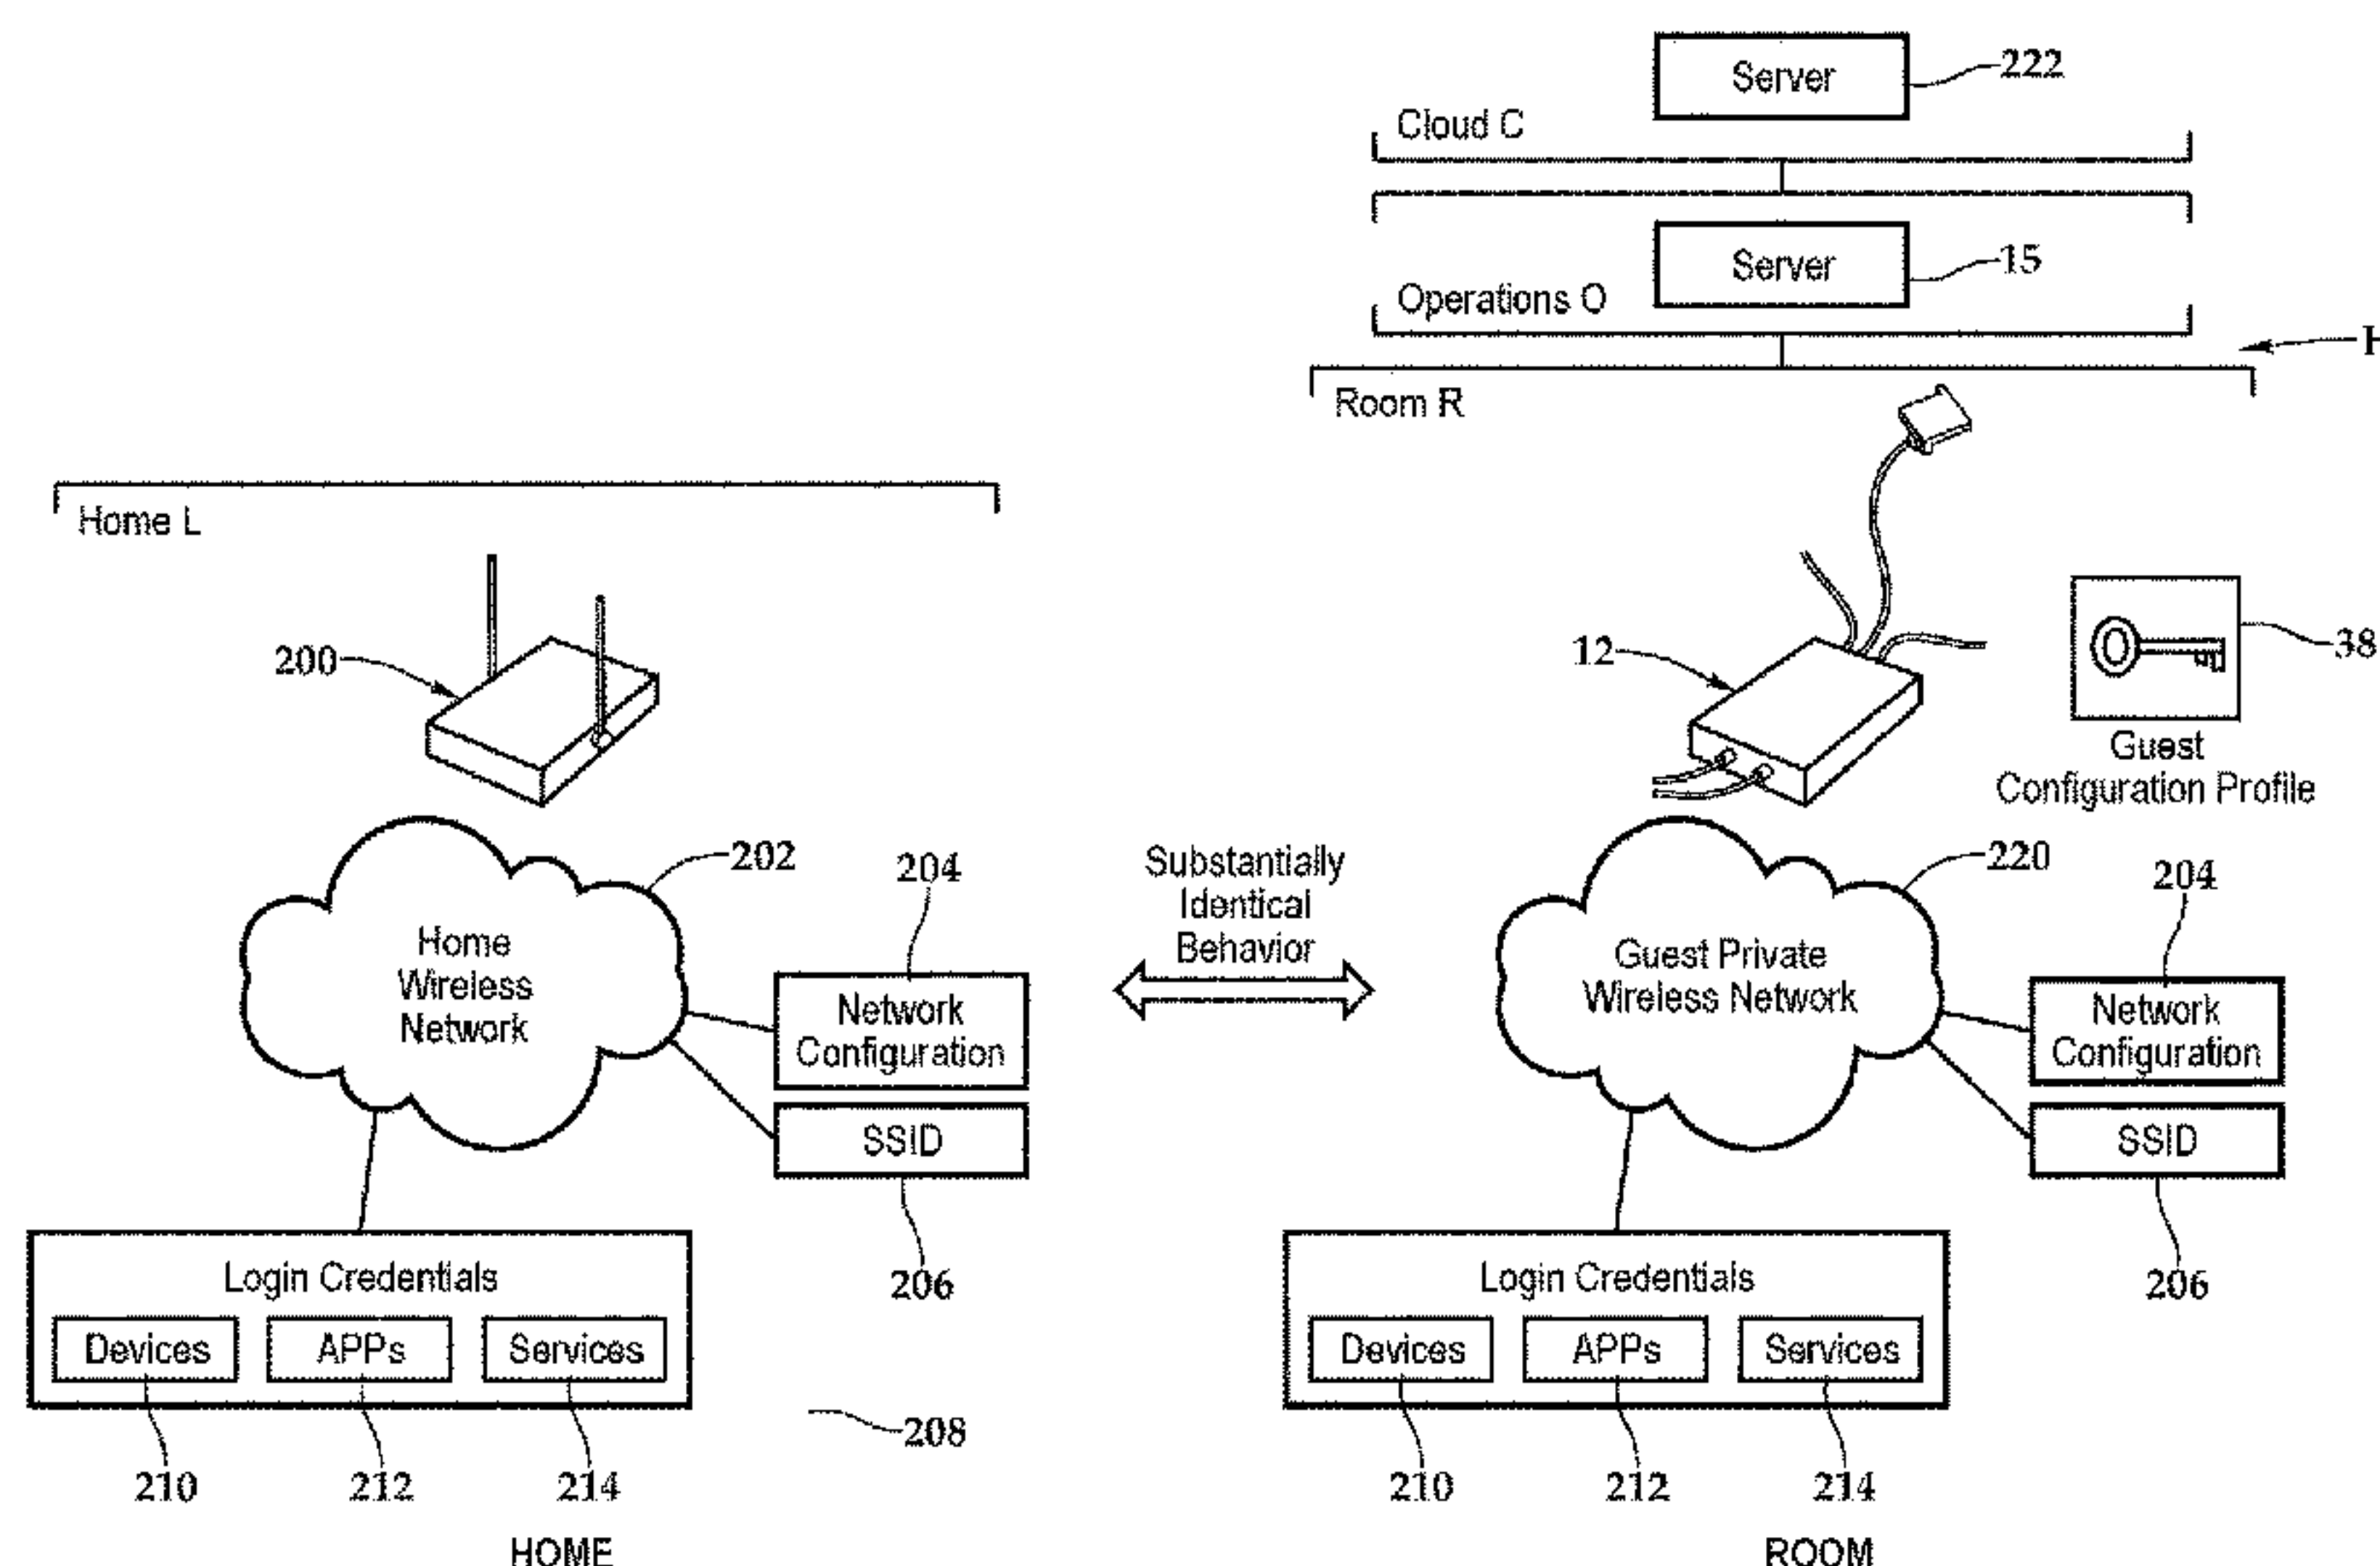 Server
222
Cloud C
Server
15
Operations O
H
Room R
Home L
200
12
38
Guest
Configuration Profile
202
204
Home
Wireless
Network
Network
Configuration
SSID
206
Substantially
Identical
Behavior
220
204
Guest Private
Wireless Network
Network
Configuration
SSID
206
Login Credentials
Devices
APPs
Services
208
210
212
214
HOME
Login Credentials
Devices
APPs
Services
210
212
214
ROOM